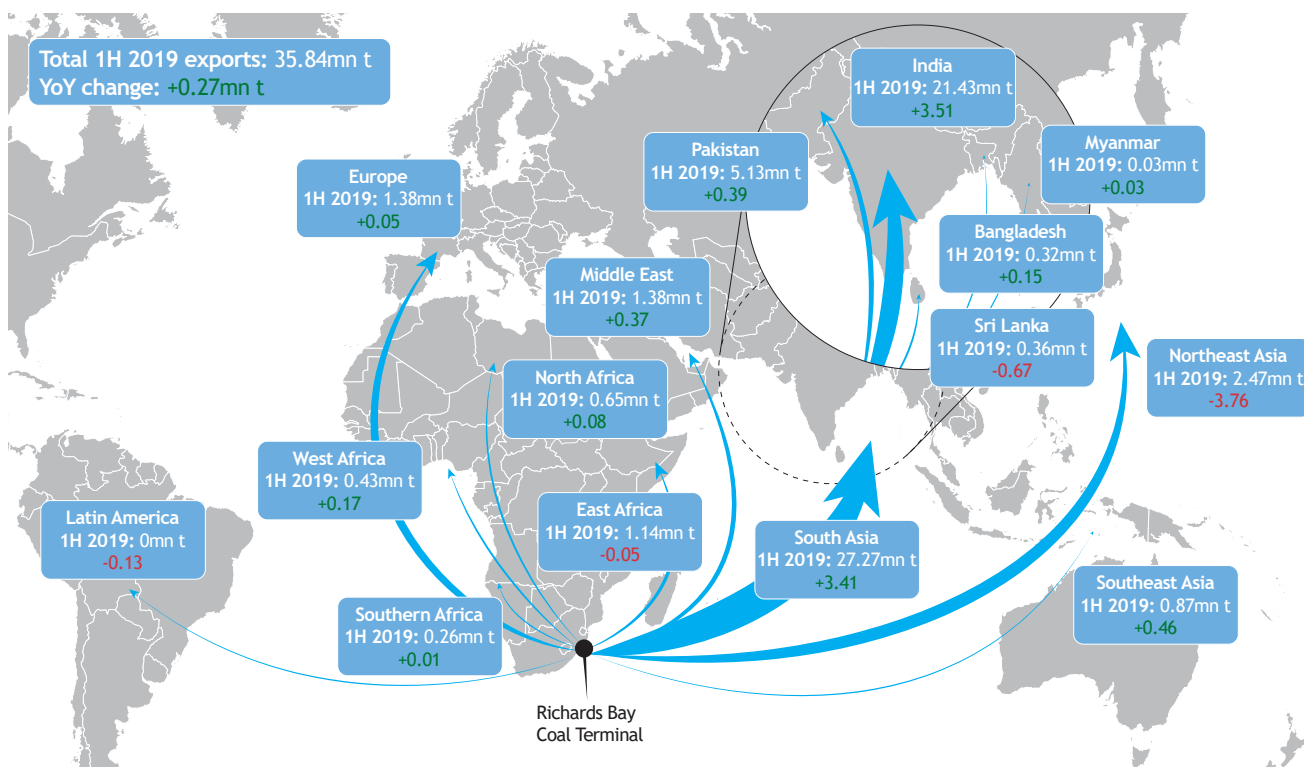 Total 1H 2019 exports: 35.84mn t
YoY change: +0.27mn t
India
1H 2019: 21.43mn t
+3.51
Pakistan
1H 2019: 5.13mn t
+0.39
Myanmar
1H 2019: 0.03mn t
+0.03
Europe
1H 2019: 1.38mn t
+0.05
Bangladesh
1H 2019: 0.32mn t
+0.15
Middle East
1H 2019: 1.38mn t
+0.37
Sri Lanka
1H 2019: 0.36mn t
-0.67
Northeast Asia
1H 2019: 2.47mn t
-3.76
North Africa
1H 2019: 0.65mn t
+0.08
West Africa
1H 2019: 0.43mn t
+0.17
Latin America
1H 2019: 0mn t
-0.13
East Africa
1H 2019: 1.14mn t
-0.05
South Asia
1H 2019: 27.27mn t
+3.41
Southeast Asia
1H 2019: 0.87mn t
+0.46
Southern Africa
1H 2019: 0.26mn t
+0.01
Richards Bay
Coal Terminal